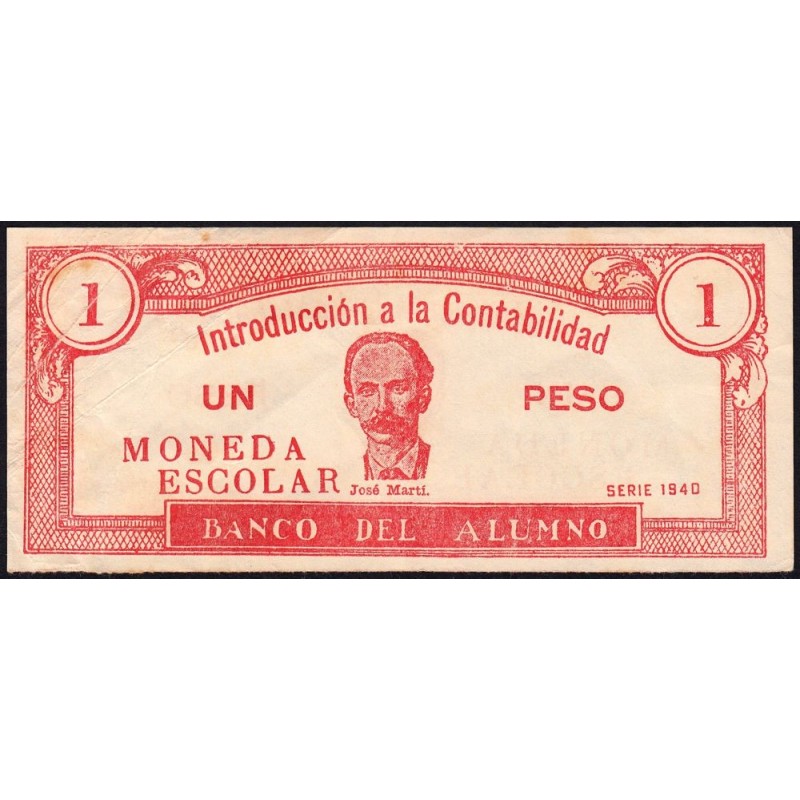 1 1
Introducción a la Contabilidad
UN PESO
MONEDA
ESCOLAR José Martí. SERIE 1940
BANCO DEL ALUMNO